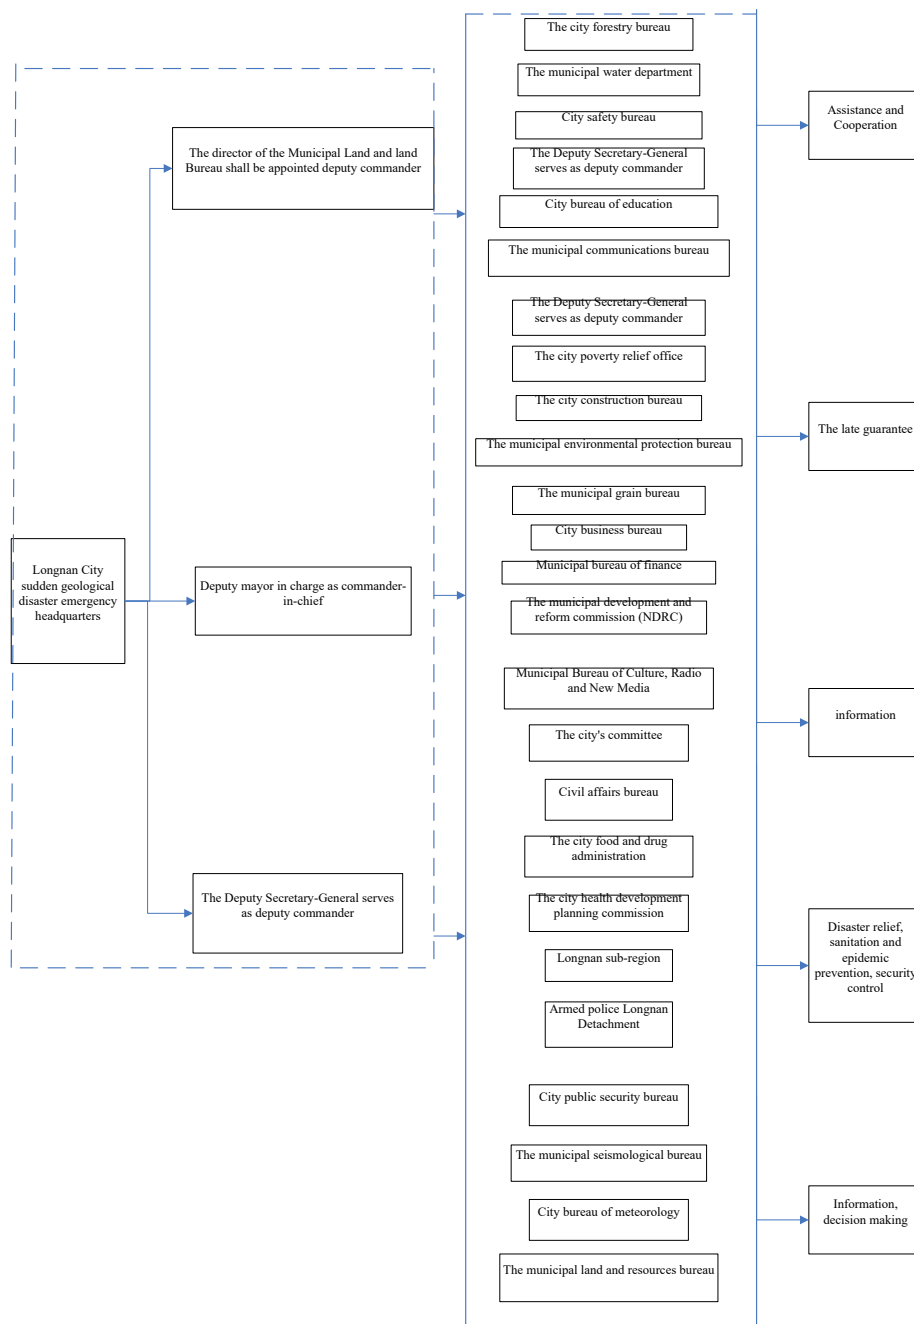 Longnan City
sudden geological
disaster emergency
headquarters
The director of the Municipal Land and land
Bureau shall be appointed deputy commander
Deputy mayor in charge as commander-
in-chief
The Deputy Secretary-General serves
as deputy commander
The city forestry bureau
The municipal water department
City safety bureau
The Deputy Secretary-General
serves as deputy commander
City bureau of education
The municipal communications bureau
The Deputy Secretary-General
serves as deputy commander
The city poverty relief office
The city construction bureau
The municipal environmental protection bureau
The municipal grain bureau
City business bureau
Municipal bureau of finance
The municipal development and
reform commission (NDRC)
Municipal Bureau of Culture, Radio
and New Media
The city's committee
Civil affairs bureau
The city food and drug
administration
The city health development
planning commission
Longnan sub-region
Armed police Longnan
Detachment
City public security bureau
The municipal seismological bureau
City bureau of meteorology
The municipal land and resources bureau
Assistance and
Cooperation
The late guarantee
information
Disaster relief,
sanitation and
epidemic
prevention, security
control
Information,
decision making